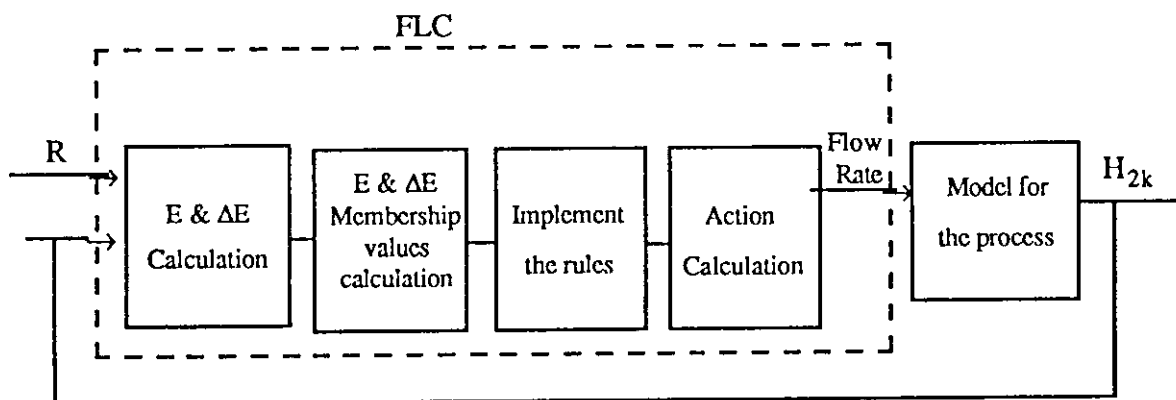 FLC
R
E & ΔE
Calculation
E & ΔE
Membership
values
calculation
Implement
the rules
Action
Calculation
Flow
Rate
Model for
the process
H2k